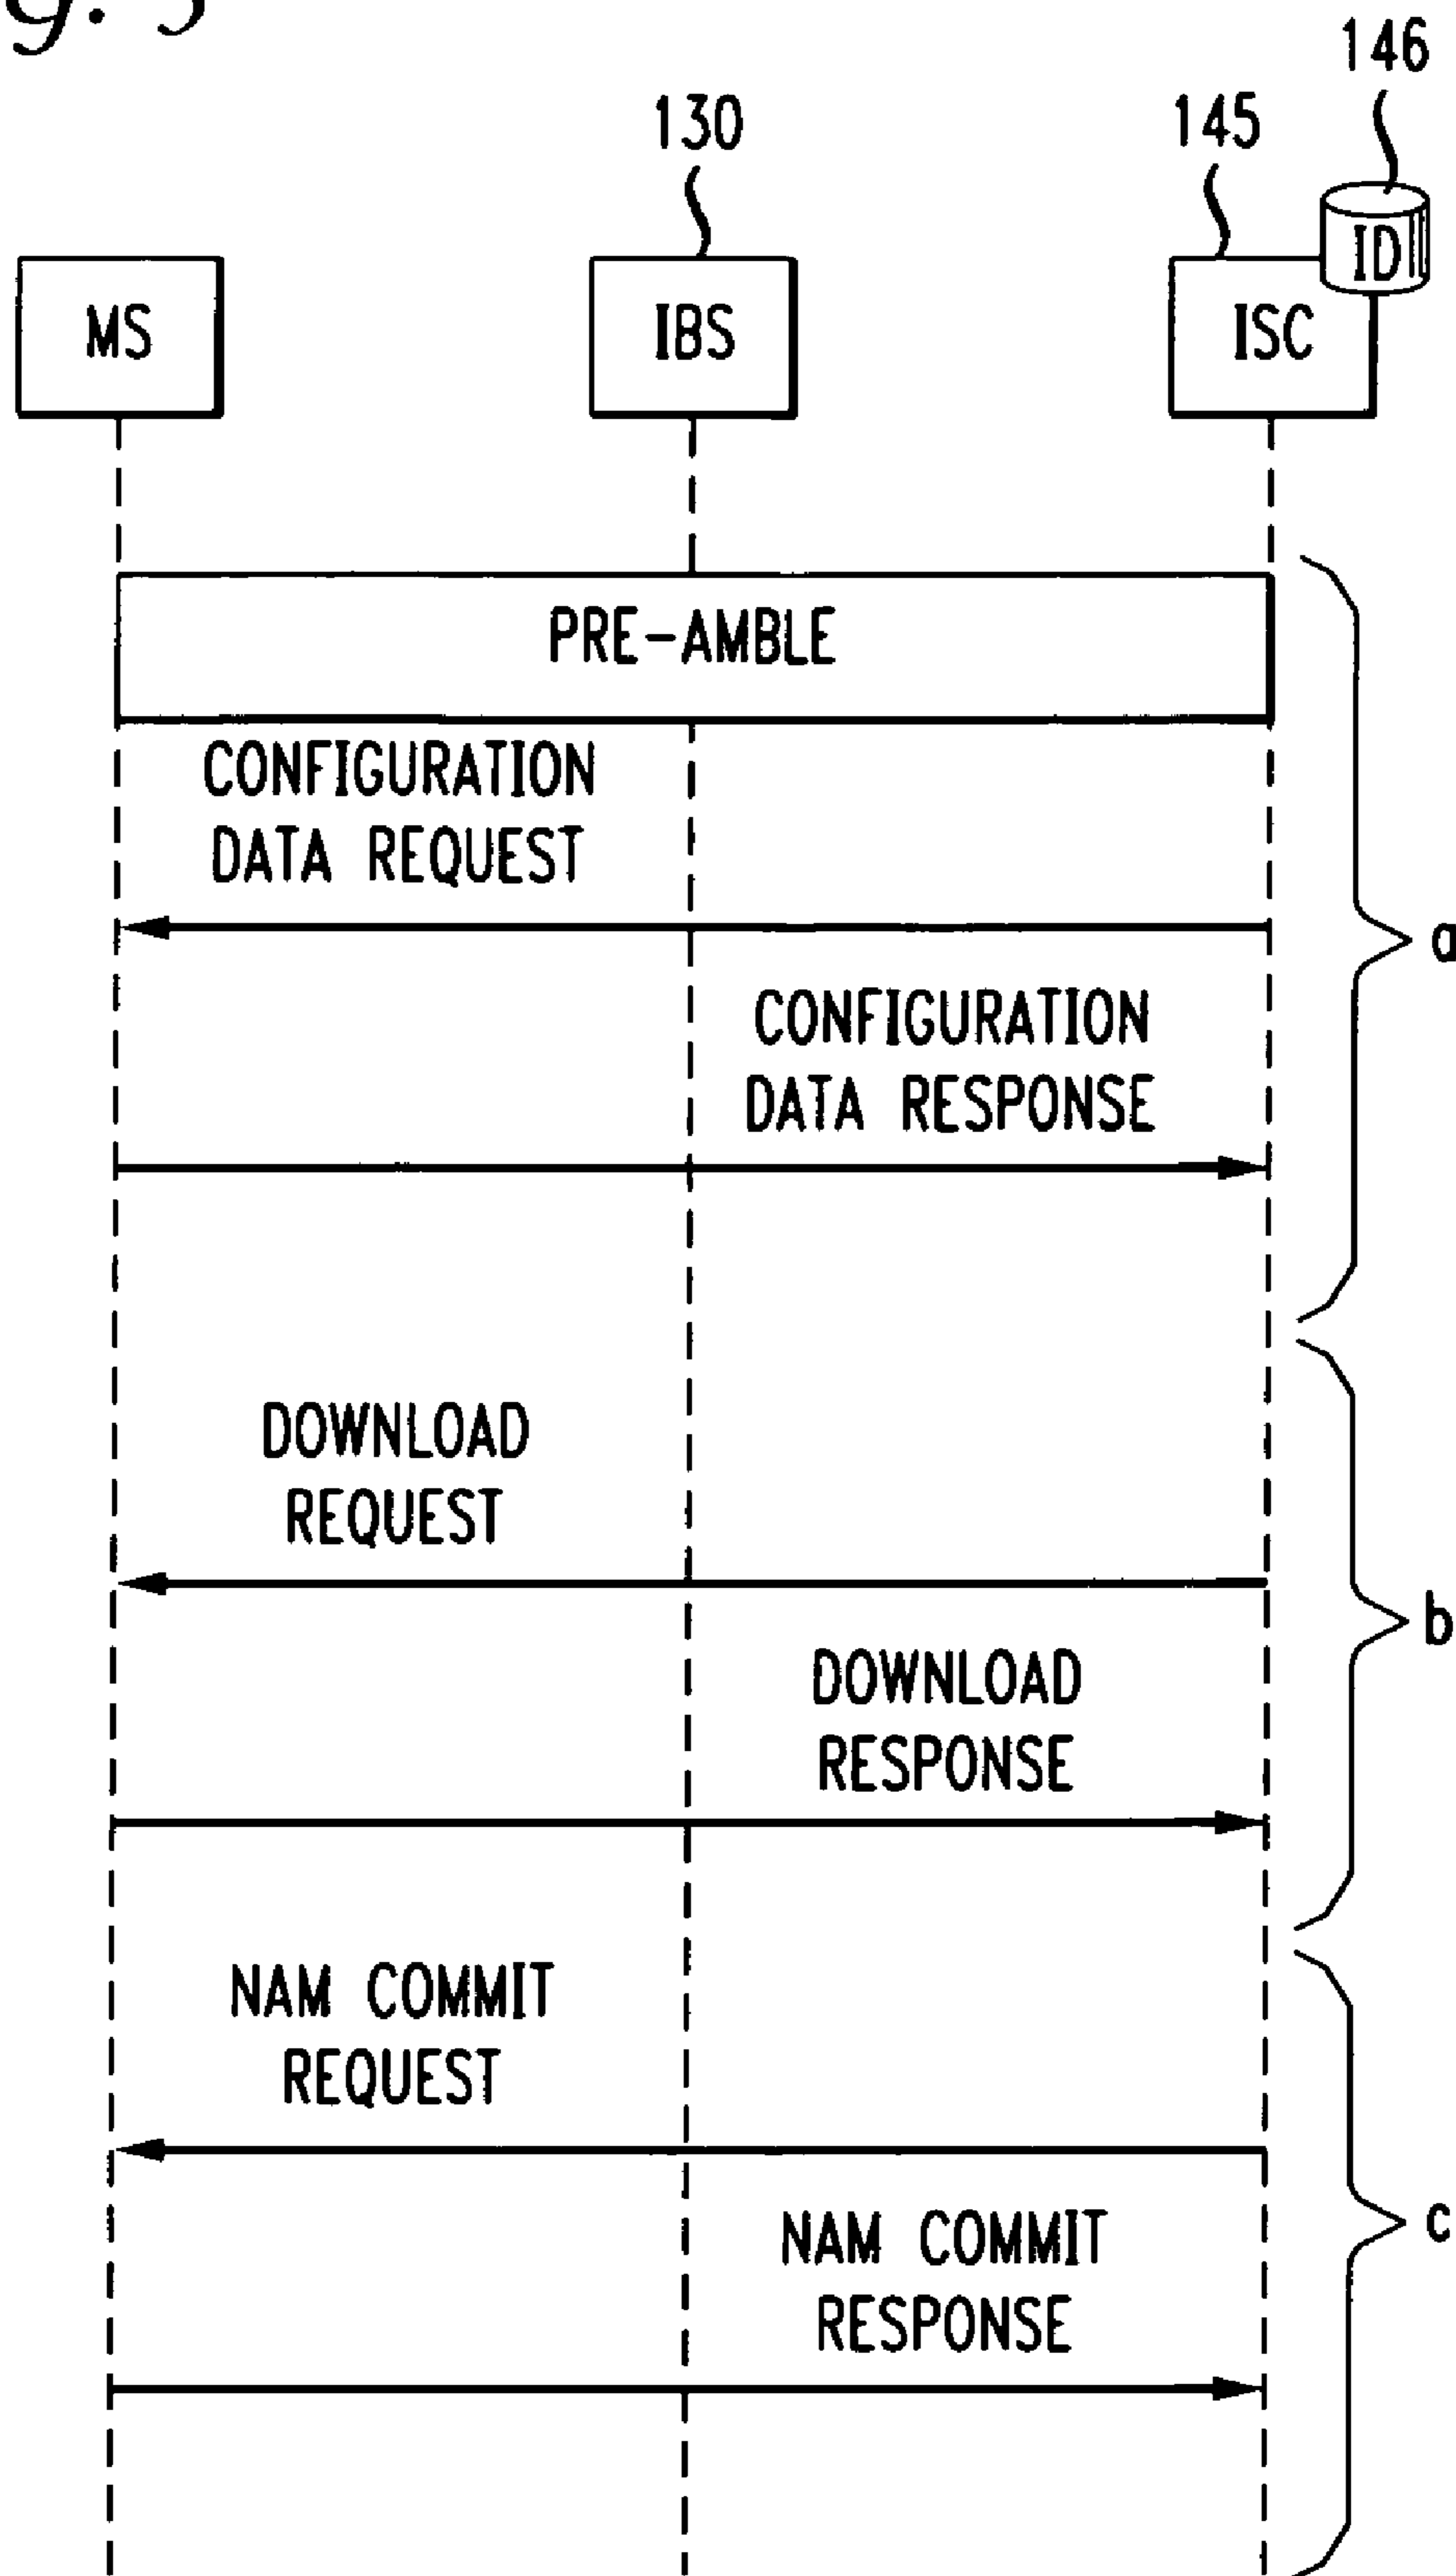 g. 5
146
130
145
ID
MS
IBS
ISC
PRE-AMBLE
CONFIGURATION
DATA REQUEST
a
CONFIGURATION
DATA RESPONSE
DOWNLOAD
REQUEST
b
DOWNLOAD
RESPONSE
NAM COMMIT
REQUEST
c
NAM COMMIT
RESPONSE